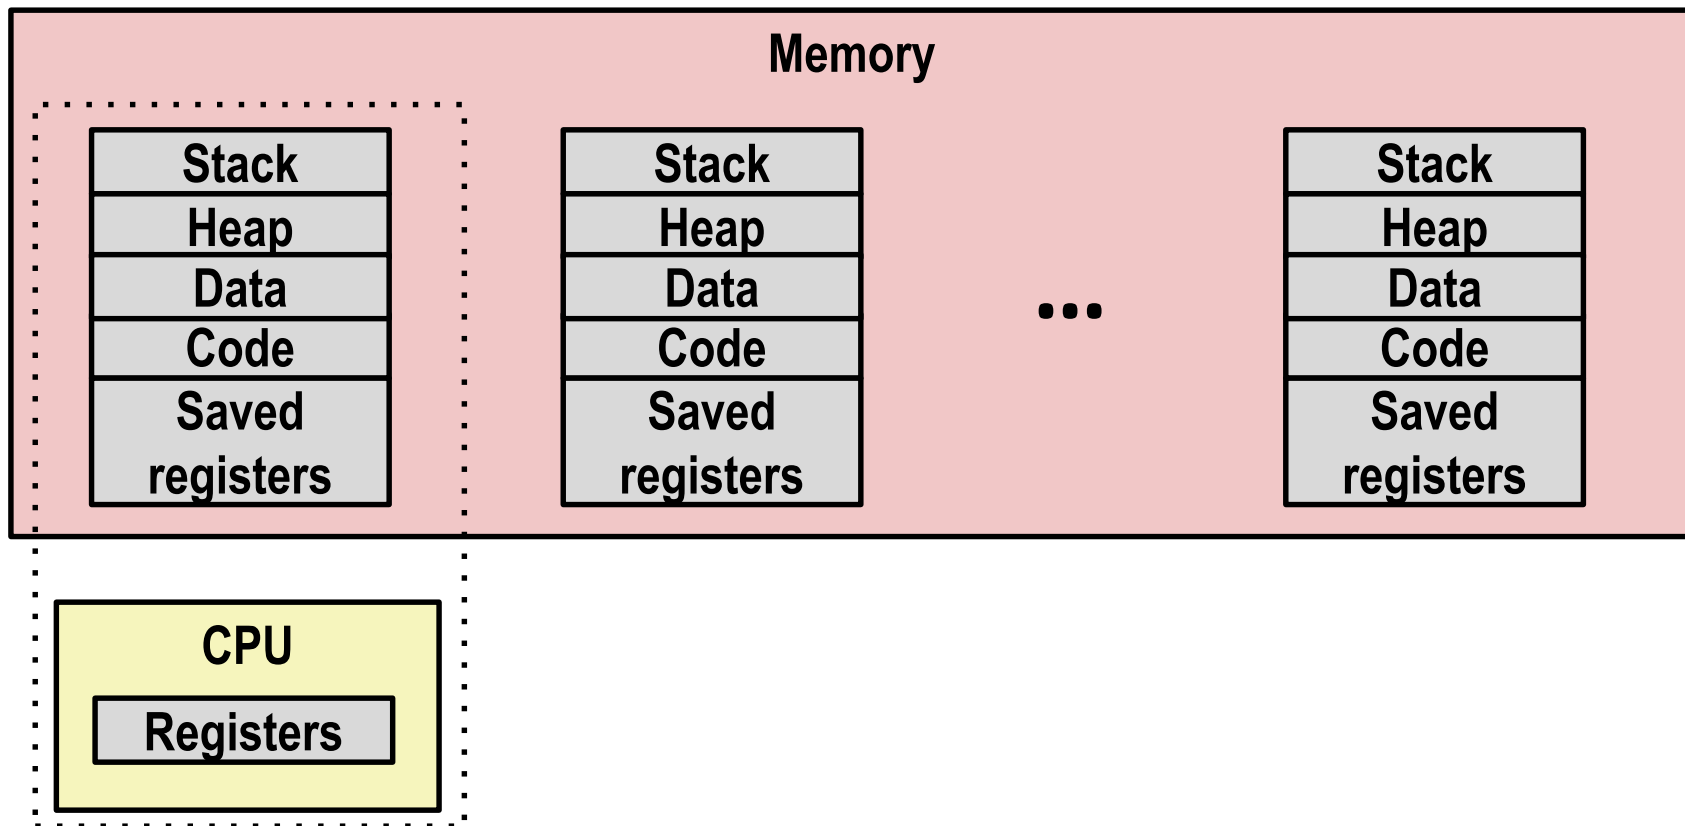 Memory
Stack
Heap
Data
Code
Saved
registers
Stack
Heap
Data
Code
Saved
registers
...
Stack
Heap
Data
Code
Saved
registers
CPU
Registers